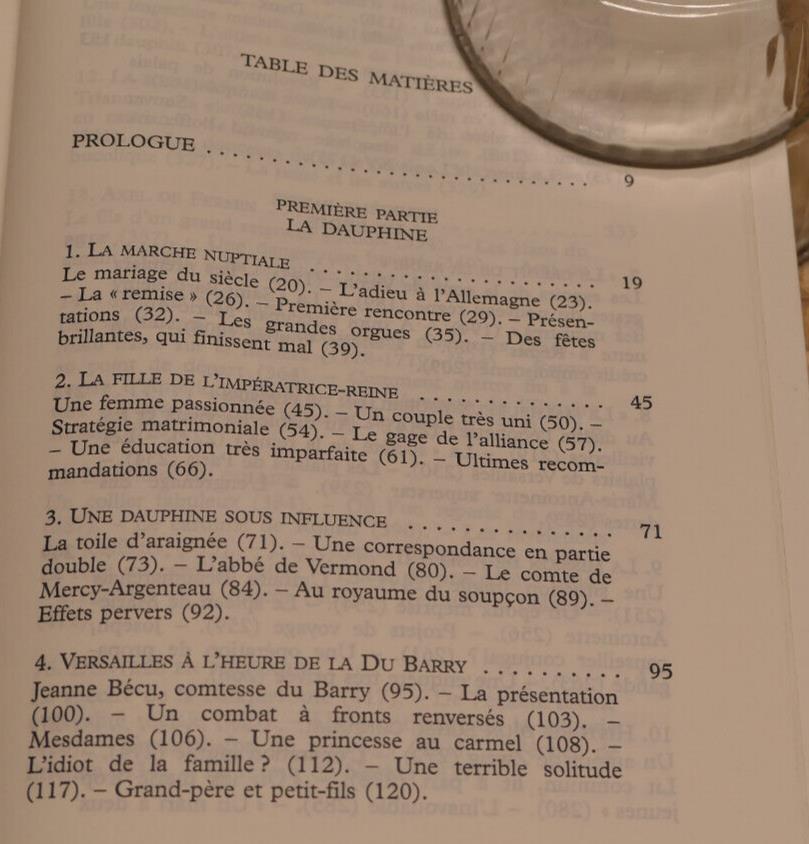 TABLE DES MATIÈRES
PROLOGUE .................................. 9
PREMIÈRE PARTIE
LA DAUPHINE
1. LA MARCHE NUPTIALE ........................ 19
Le mariage du siècle (20). – L'adieu à l'Allemagne (23).
– La « remise » (26). – Première rencontre (29). – Présen-
tations (32). – Les grandes orgues (35). – Des fêtes
brillantes, qui finissent mal (39).
2. LA FILLE DE L'IMPÉRATRICE-REINE .............. 45
Une femme passionnée (45). – Un couple très uni (50). –
Stratégie matrimoniale (54). – Le gage de l'alliance (57).
– Une éducation très imparfaite (61). – Ultimes recom-
mandations (66).
3. UNE DAUPHINE SOUS INFLUENCE ............... 71
La toile d'araignée (71). – Une correspondance en partie
double (73). – L'abbé de Vermond (80). – Le comte de
Mercy-Argenteau (84). – Au royaume du soupçon (89). –
Effets pervers (92).
4. VERSAILLES À L'HEURE DE LA DU BARRY .......... 95
Jeanne Bécu, comtesse du Barry (95). – La présentation
(100). – Un combat à fronts renversés (103). –
Mesdames (106). – Une princesse au carmel (108). –
L'idiot de la famille ? (112). – Une terrible solitude
(117). – Grand-père et petit-fils (120).